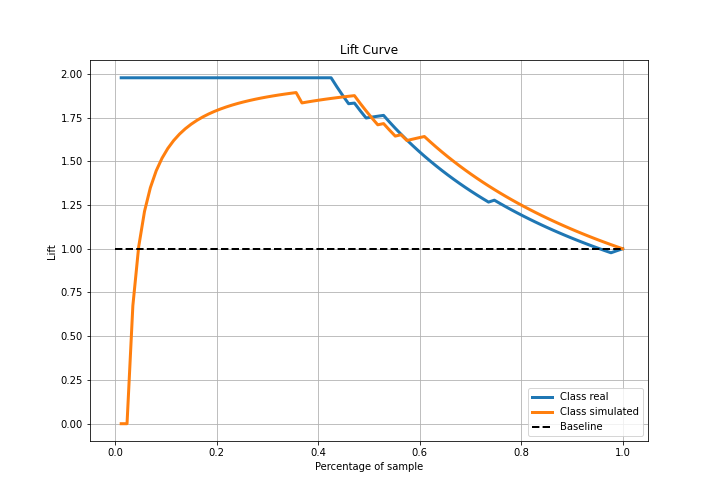 Lift Curve
2.00
1.75
1.50
1.25
1.00
0.75
0.50
0.25
0.00
Lift
0.0 0.2 0.4 0.6 0.8 1.0
Percentage of sample
Class real
Class simulated
Baseline